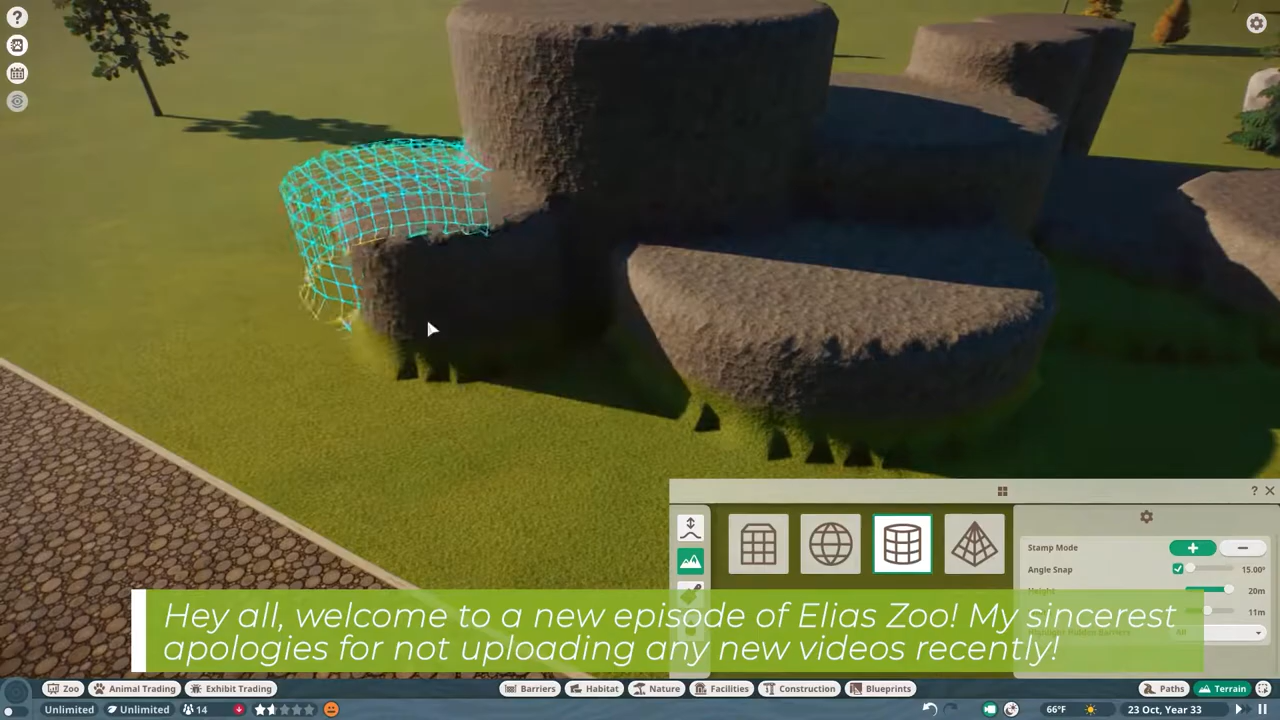 ?
? ×
Stamp Mode
+ −
Angle Snap
15.00°
20m
11m
Hey all, welcome to a new episode of Elias Zoo! My sincerest
apologies for not uploading any new videos recently!
Zoo Animal Trading Exhibit Trading Barriers Habitat Nature Facilities Construction Blueprints Paths Terrain
Unlimited Unlimited 14 66°F 23 Oct, Year 33